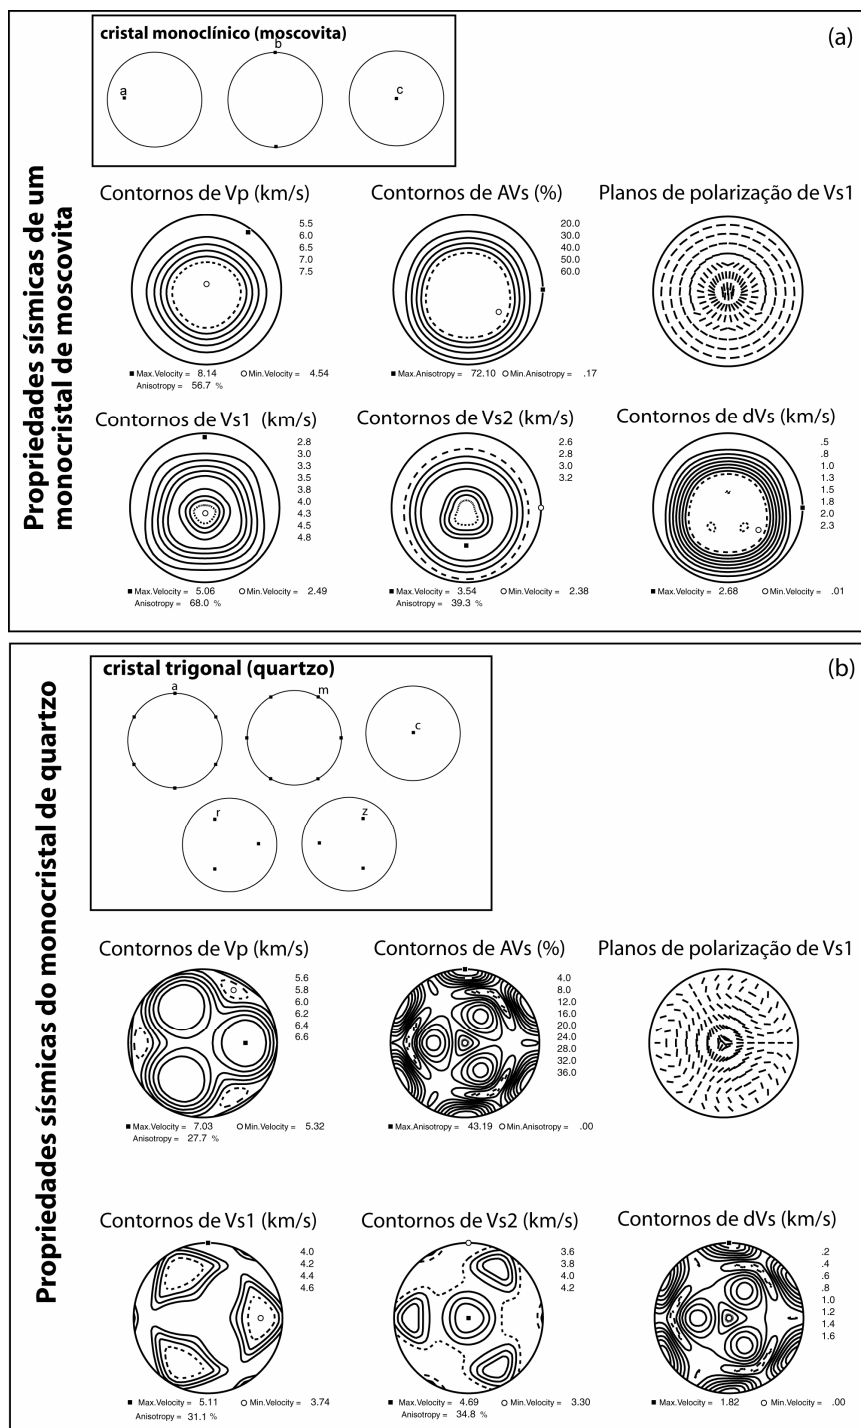 (a)
cristal monoclínico (moscovita)
a
b
c
Propriedades sísmicas de um
monocristal de moscovita
Contornos de Vp (km/s)
5.5
6.0
6.5
7.0
7.5
Max.Velocity = 8.14 Min.Velocity = 4.54
Anisotropy = 56.7 %
Contornos de AVs (%)
20.0
30.0
40.0
50.0
60.0
Max.Anisotropy = 72.10 Min.Anisotropy = .17
Planos de polarização de Vs1
Contornos de Vs1 (km/s)
2.8
3.0
3.3
3.5
3.8
4.0
4.3
4.5
4.8
Max.Velocity = 5.06 Min.Velocity = 2.49
Anisotropy = 68.0 %
Contornos de Vs2 (km/s)
2.6
2.8
3.0
3.2
Max.Velocity = 3.54 Min.Velocity = 2.38
Anisotropy = 39.3 %
Contornos de dVs (km/s)
.5
.8
1.0
1.3
1.5
1.8
2.0
2.3
Max.Velocity = 2.68 Min.Velocity = .01
(b)
cristal trigonal (quartzo)
a
m
c
r
z
Propriedades sísmicas do monocristal de quartzo
Contornos de Vp (km/s)
5.6
5.8
6.0
6.2
6.4
6.6
Max.Velocity = 7.03 Min.Velocity = 5.32
Anisotropy = 27.7 %
Contornos de AVs (%)
4.0
8.0
12.0
16.0
20.0
24.0
28.0
32.0
36.0
Max.Anisotropy = 43.19 Min.Anisotropy = .00
Planos de polarização de Vs1
Contornos de Vs1 (km/s)
4.0
4.2
4.4
4.6
Max.Velocity = 5.11 Min.Velocity = 3.74
Anisotropy = 31.1 %
Contornos de Vs2 (km/s)
3.6
3.8
4.0
4.2
Max.Velocity = 4.69 Min.Velocity = 3.30
Anisotropy = 34.8 %
Contornos de dVs (km/s)
.2
.4
.6
.8
1.0
1.2
1.4
1.6
Max.Velocity = 1.82 Min.Velocity = .00